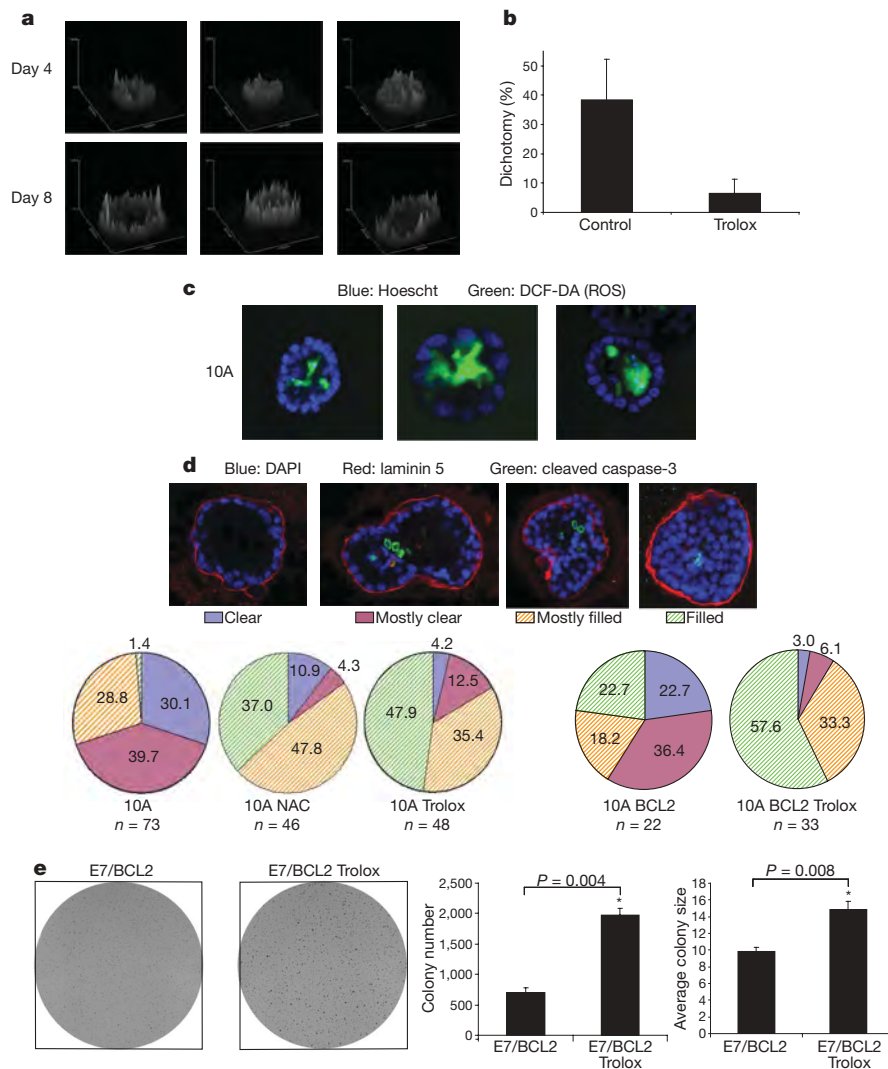 a
Day 4
Day 8
b
Dichotomy (%)
50
40
30
20
10
0
Control
Trolox
c
Blue: Hoescht Green: DCF-DA (ROS)
10A
d
Blue: DAPI Red: laminin 5 Green: cleaved caspase-3
Clear Mostly clear Mostly filled Filled
1.4
28.8
30.1
39.7
10A
n = 73
10.9
4.3
37.0
47.8
10A NAC
n = 46
4.2
12.5
47.9
35.4
10A Trolox
n = 48
22.7
22.7
18.2
36.4
10A BCL2
n = 22
3.0
6.1
57.6
33.3
10A BCL2 Trolox
n = 33
e
E7/BCL2
E7/BCL2 Trolox
Colony number
2,500
2,000
1,500
1,000
500
0
P = 0.004
*
E7/BCL2
E7/BCL2
Trolox
Average colony size
18
16
14
12
10
8
6
4
2
0
P = 0.008
*
E7/BCL2
E7/BCL2
Trolox